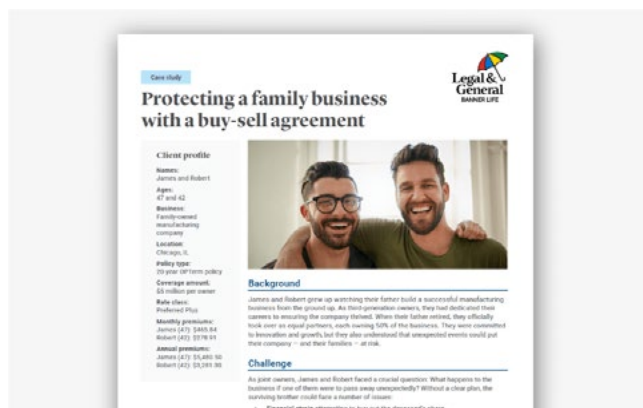 Case study
Legal &
General
BANNER LIFE
Protecting a family business
with a buy-sell agreement
Client profile
Names:
James and Robert
Ages:
47 and 42
Business:
Family-owned
manufacturing
company
Location:
Chicago, IL
Policy type:
20 year OPTerm policy
Coverage amount:
$5 million per owner
Rate class:
Preferred Plus
Monthly premiums:
James (47):
Robert (42):
Annual premiums:
James (47):
Robert (42):
Background
James and Robert grew up watching their father build a successful manufacturing
business from the ground up. As third-generation owners, they had dedicated their
careers to ensuring the company thrived. When their father retired, they officially
took over as equal partners, each owning 50% of the business. They were committed
to innovation and growth, but they also understood that unexpected events could put
their company — and their families — at risk.
Challenge
As joint owners, James and Robert faced a crucial question: What happens to the
business if one of them were to pass away unexpectedly? Without a clear plan, the
surviving brother could face a number of issues: